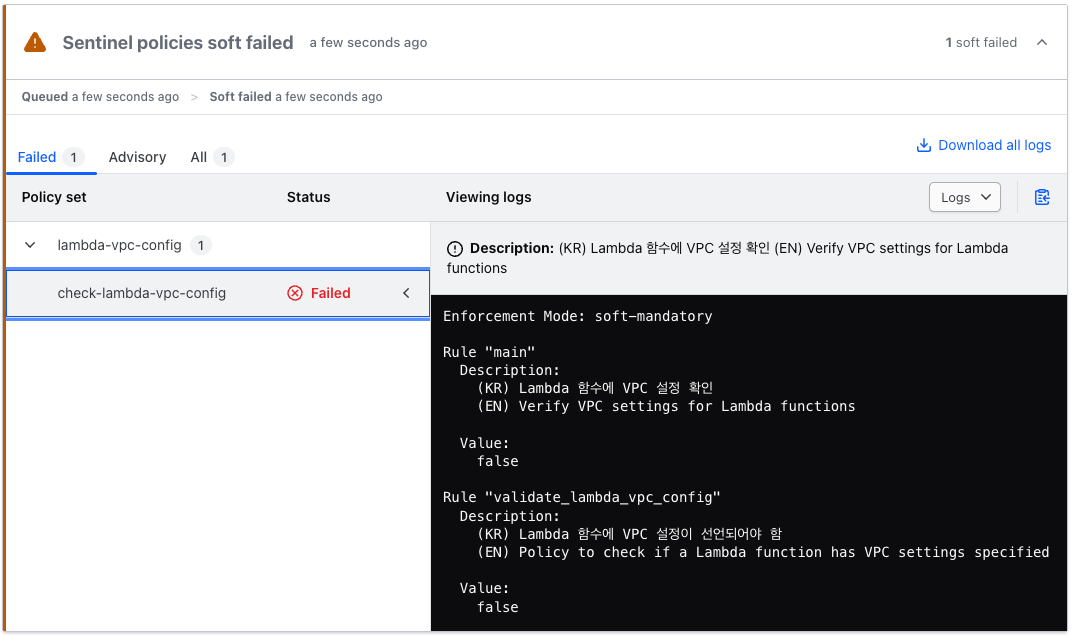 Sentinel policies soft failed a few seconds ago 1 soft failed
Queued a few seconds ago > Soft failed a few seconds ago
Failed 1 Advisory All 1 Download all logs
Policy set Status Viewing logs Logs
lambda-vpc-config 1
check-lambda-vpc-config Failed
Description: (KR) Lambda 함수에 VPC 설정 확인 (EN) Verify VPC settings for Lambda
functions
Enforcement Mode: soft-mandatory
Rule "main"
Description:
(KR) Lambda 함수에 VPC 설정 확인
(EN) Verify VPC settings for Lambda functions
Value:
false
Rule "validate_lambda_vpc_config"
Description:
(KR) Lambda 함수에 VPC 설정이 선언되어야 함
(EN) Policy to check if a Lambda function has VPC settings specified
Value:
false